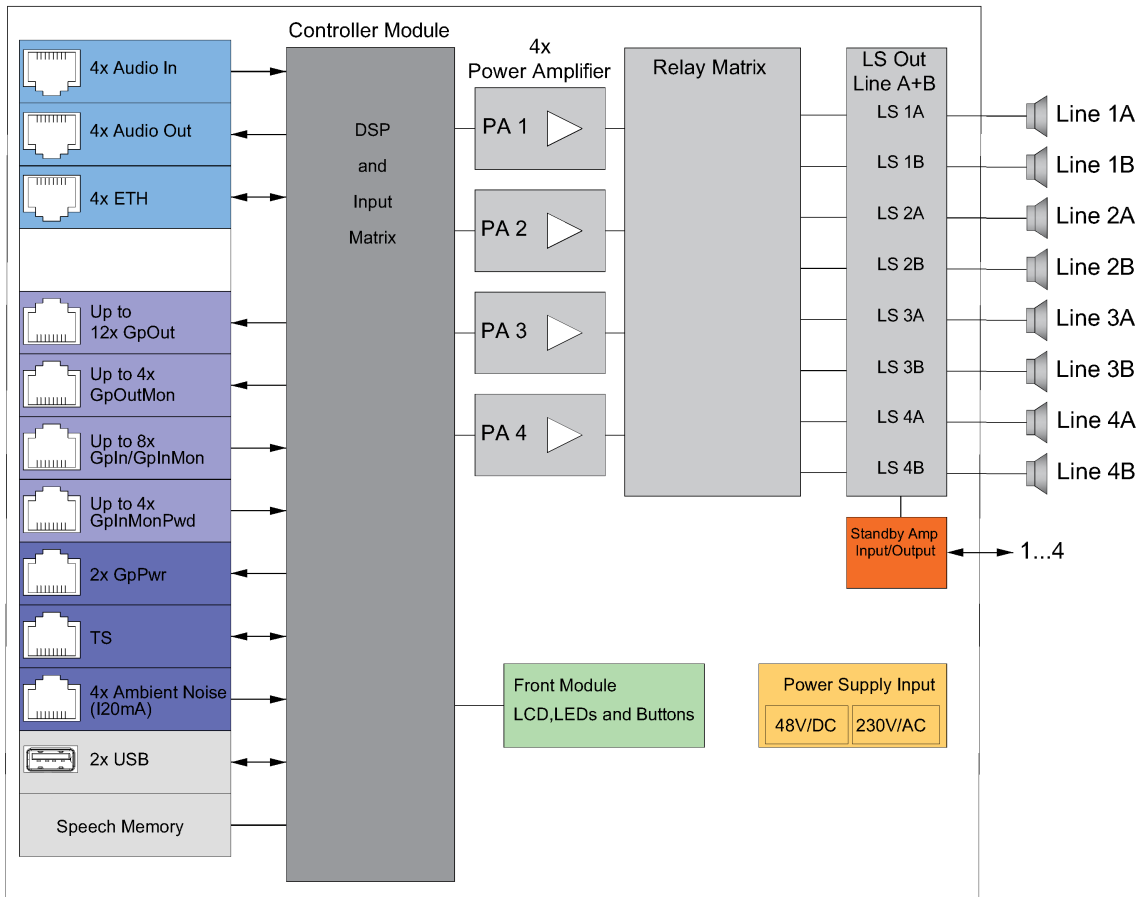 Controller Module
4x Audio In
4x Audio Out
4x ETH
Up to
12x GpOut
Up to 4x
GpOutMon
Up to 8x
GpIn/GpInMon
Up to 4x
GpInMonPwd
2x GpPwr
TS
4x Ambient Noise
(I20mA)
2x USB
Speech Memory
DSP
and
Input
Matrix
4x
Power Amplifier
PA 1
PA 2
PA 3
PA 4
Relay Matrix
LS Out
Line A+B
LS 1A
LS 1B
LS 2A
LS 2B
LS 3A
LS 3B
LS 4A
LS 4B
Line 1A
Line 1B
Line 2A
Line 2B
Line 3A
Line 3B
Line 4A
Line 4B
Standby Amp
Input/Output
1...4
Front Module
LCD,LEDs and Buttons
Power Supply Input
48V/DC
230V/AC